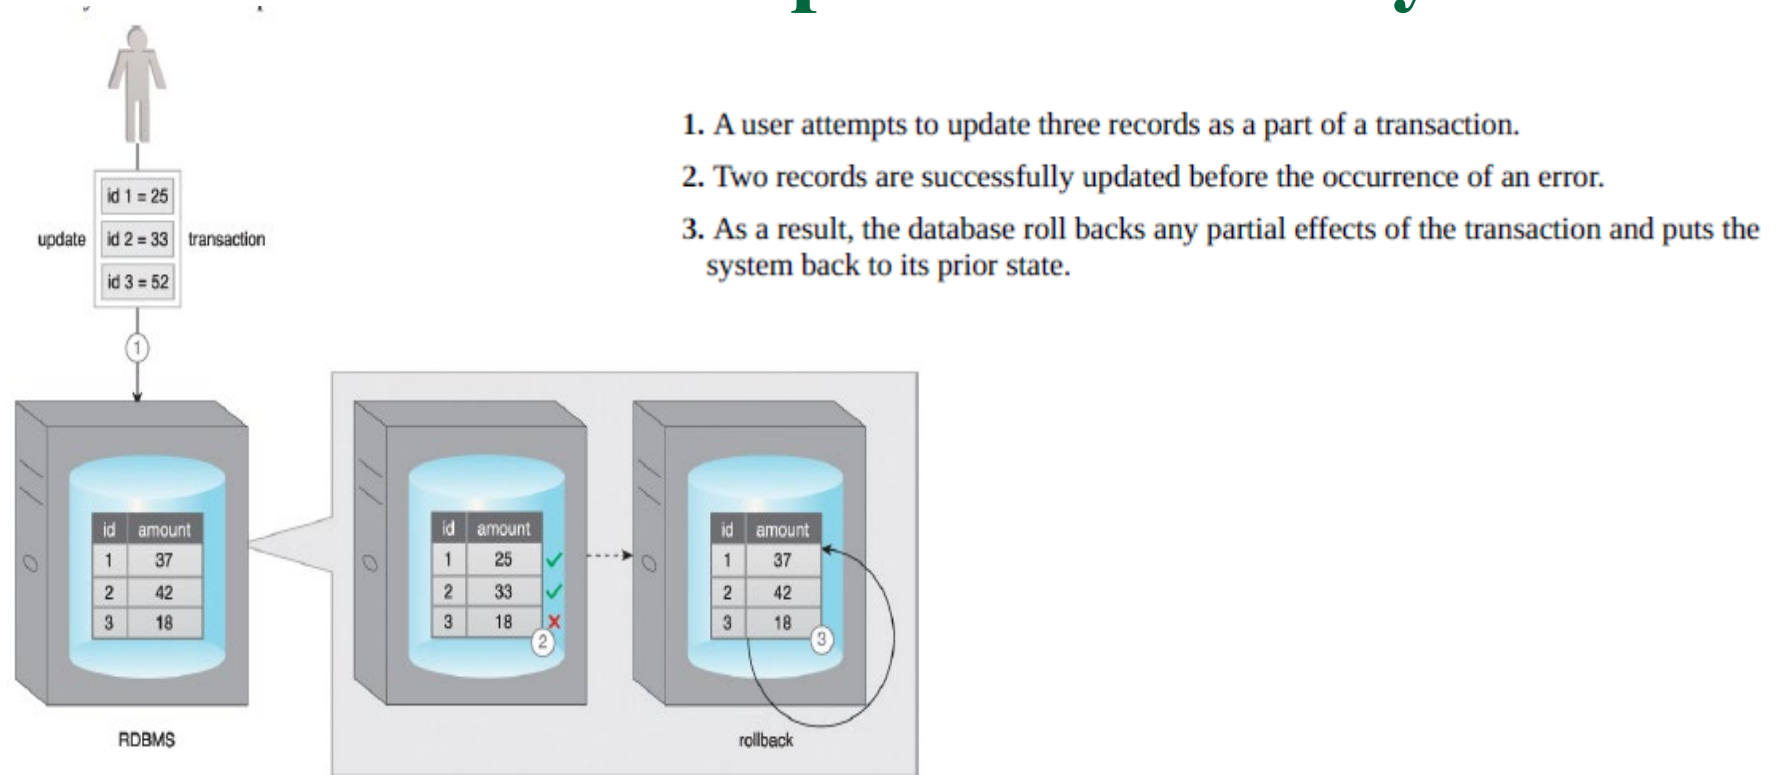 1. A user attempts to update three records as a part of a transaction.
2. Two records are successfully updated before the occurrence of an error.
3. As a result, the database roll backs any partial effects of the transaction and puts the
system back to its prior state.
id 1 = 25
update id 2 = 33 transaction
id 3 = 52
1
id amount
1 37
2 42
3 18
RDBMS
id amount
1 25
2 33
3 18
2
id amount
1 37
2 42
3 18
3
rollback